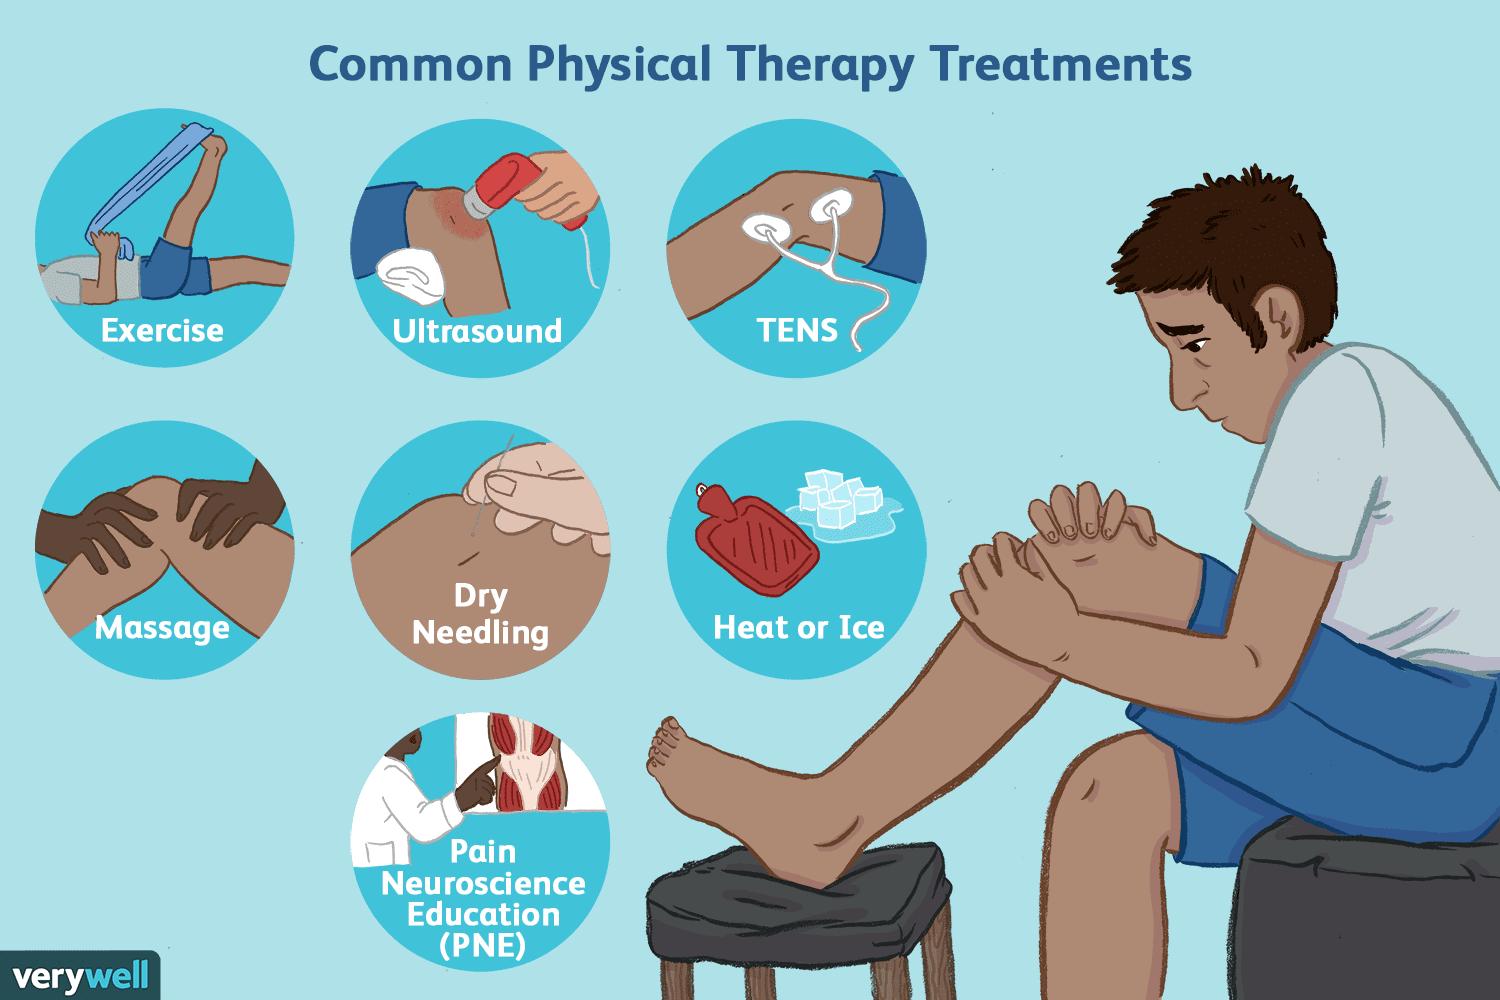 Common Physical Therapy Treatments
Exercise
Ultrasound
TENS
Massage
Dry
Needling
Heat or Ice
Pain
Neuroscience
Education
(PNE)
verywell